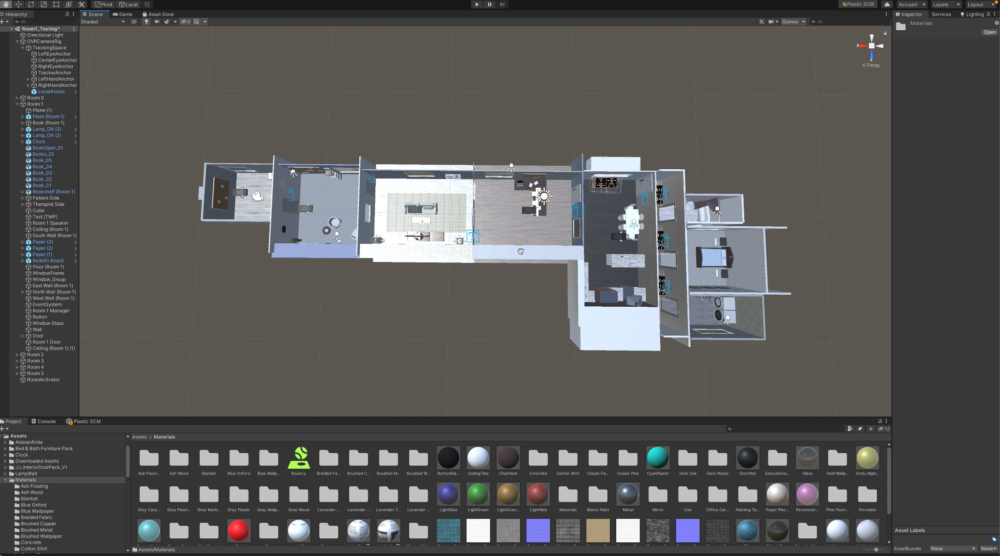 Pivot Local Plastic SCM Account Layers Layout
Hierarchy Scene Game Asset Store Inspector Services Lighting
All Shaded 2D 0 Gizmos All Materials
Open
Room1_Testing*
Directional Light
OVRCameraRig
TrackingSpace
LeftEyeAnchor
CenterEyeAnchor
RightEyeAnchor
TrackerAnchor
LeftHandAnchor
RightHandAnchor
LocalAvatar
Room 0
Room 1
Plane (1)
Plant (Room 1)
Book (Room 1)
Lamp_ON (3)
Lamp_ON (2)
Clock
BookOpen_01
Books_25
Book_05
Book_04
Book_03
Book_02
Book_01
Bookshelf (Room 1)
Patient Side
Therapist Side
Cube
Text (TMP)
Room 1 Speaker
Ceiling (Room 1)
South Wall (Room 1)
Paper (3)
Paper (2)
Paper (1)
Bulletin Board
Floor (Room 1)
WindowFrame
Window_Group
East Wall (Room 1)
North Wall (Room 1)
West Wall (Room 1)
EventSystem
Room 1 Manager
Button
Window Glass
Wall
Door
Room 1 Door
Ceiling (Room 1) (1)
Room 2
Room 3
Room 4
Room 5
RoomActivator
x
z
Persp
Project Console Plastic SCM
12
Assets
Alstrainfinite
Bed & Bath Furniture Pack
Clock
Downloaded Assets
JJ_InteriorDoorPack_V1
LampWall
Materials
Ash Flooring
Ash Wood
Blanket
Blue Oxford
Blue Wallpaper
Braided Fabric
Brushed Copper
Brushed Metal
Brushed Wallpaper
Concrete
Cotton Shirt
Assets > Materials
Ash Floori... Ash Wood Blanket Blue Oxford Blue Wallp... Bouncy Braided Fa... Brushed C... Brushed M... Brushed W... ButtonBla... CeilingTiles ChairSeat Concrete Cotton Shirt Cream Fla... Cream Pine CyanPlastic Dark Oak Dark Plastic DoorMat Educationa... Glass Gold Wallp... Grab_Highl...
Grey Carp... Grey Floori... Grey Marb... Grey Plastic Grey Wallp... Grey Wood Lavender ... Lavender ... Lavender T... Lavender ... LightBlue LightGreen LightOran... LightRed Materials Matte Paint Metal Mirror Oak Office Car... Painting Te... Paper Plac... Parameter... Pine Floori... Porcelain
Assets/Materials
Asset Labels
AssetBundle None None